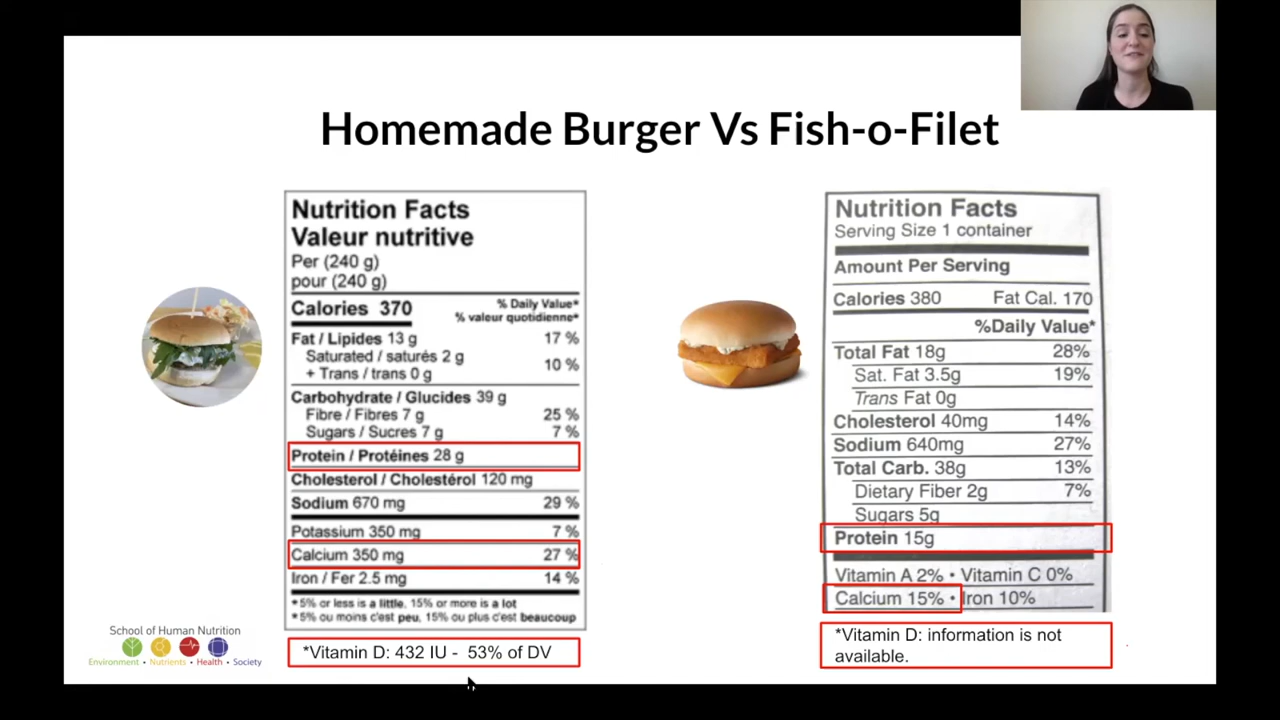 Homemade Burger Vs Fish-o-Filet
Nutrition Facts
Valeur nutritive
Per (240 g)
pour (240 g)
Calories 370
% Daily Value*
% valeur quotidienne*
Fat / Lipides 13 g 17 %
Saturated / saturés 2 g
+ Trans / trans 0 g
10 %
Carbohydrate / Glucides 39 g
Fibre / Fibres 7 g 25 %
Sugars / Sucres 7 g 7 %
Protein / Protéines 28 g
Cholesterol / Cholestérol 120 mg
Sodium 670 mg 29 %
Potassium 350 mg 7 %
Calcium 350 mg 27 %
Iron / Fer 2.5 mg 14 %
*5% or less is a little, 15% or more is a lot
*5% ou moins c'est peu, 15% ou plus c'est beaucoup
*Vitamin D: 432 IU - 53% of DV
Nutrition Facts
Serving Size 1 container
Amount Per Serving
Calories 380 Fat Cal. 170
%Daily Value*
Total Fat 18g 28%
Sat. Fat 3.5g 19%
Trans Fat 0g
Cholesterol 40mg 14%
Sodium 640mg 27%
Total Carb. 38g 13%
Dietary Fiber 2g 7%
Sugars 5g
Protein 15g
Vitamin A 2% • Vitamin C 0%
Calcium 15% • Iron 10%
*Vitamin D: information is not
available.
School of Human Nutrition
Environment • Nutrients • Health • Society